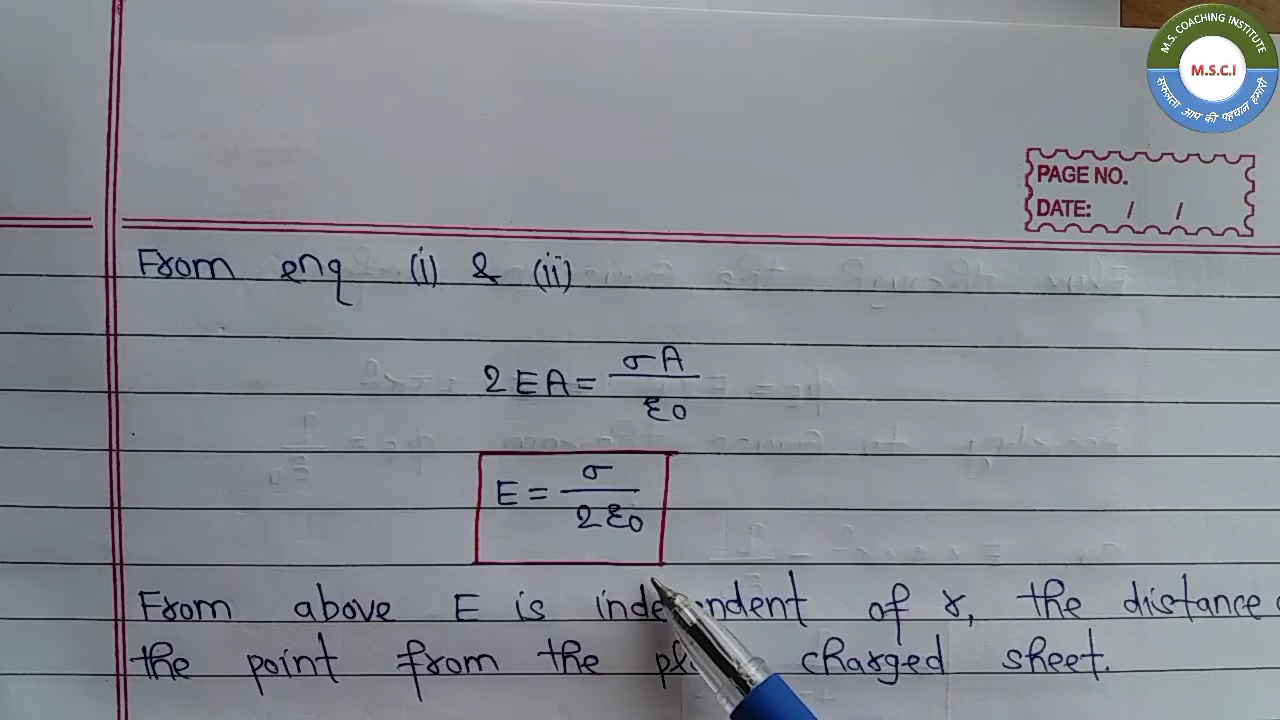 M.S. COACHING INSTITUTE
M.S.C.I
सफलता आप की पहचान हमारी
PAGE NO.
DATE: / /
From enq (i) & (ii)
2EA = σA / ε0
E = σ / 2ε0
From above E is independent of r, the distance
the point from the charged sheet.